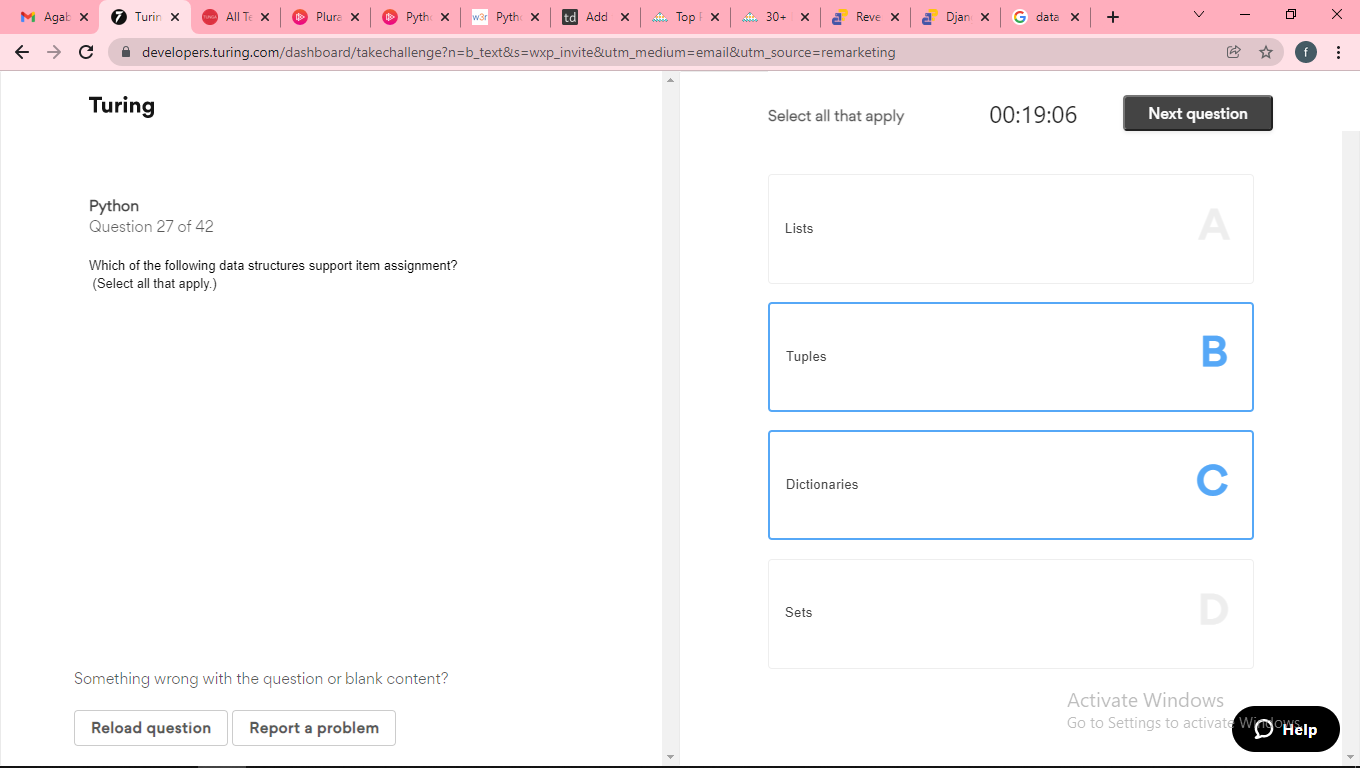 Agab
Turin
All Te
Plura
Pyth
w3r Pyth
td Add
Top
30+
Reve
Djan
data
developers.turing.com/dashboard/takechallenge?n=b_text&s=wxp_invite&utm_medium=email&utm_source=remarketing
f
Turing
Select all that apply
00:19:06
Next question
Python
Question 27 of 42
Which of the following data structures support item assignment?
(Select all that apply.)
Lists
A
Tuples
B
Dictionaries
C
Sets
D
Something wrong with the question or blank content?
Reload question
Report a problem
Activate Windows
Go to Settings to activate Windows.
Help